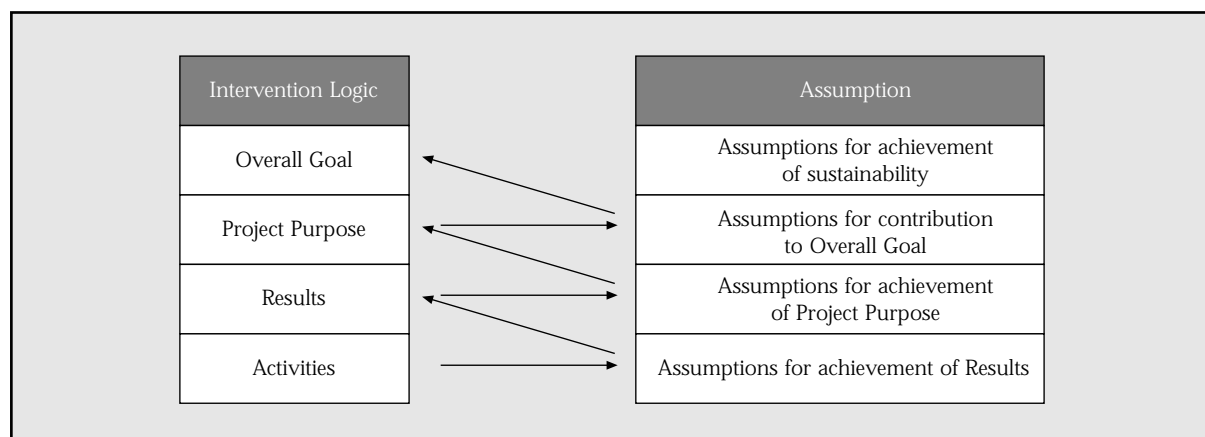 Intervention Logic
Overall Goal
Project Purpose
Results
Activities
Assumption
Assumptions for achievement
of sustainability
Assumptions for contribution
to Overall Goal
Assumptions for achievement
of Project Purpose
Assumptions for achievement of Results